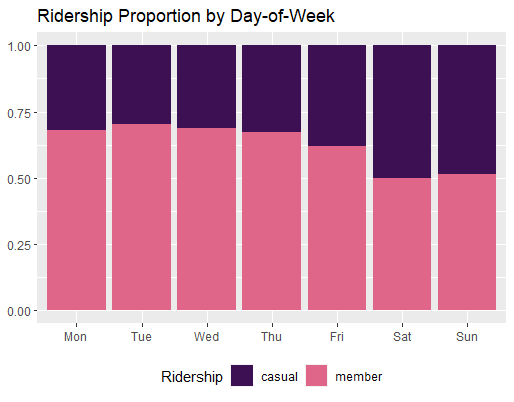 Ridership Proportion by Day-of-Week
1.00
0.75
0.50
0.25
0.00
Mon Tue Wed Thu Fri Sat Sun
Ridership casual member